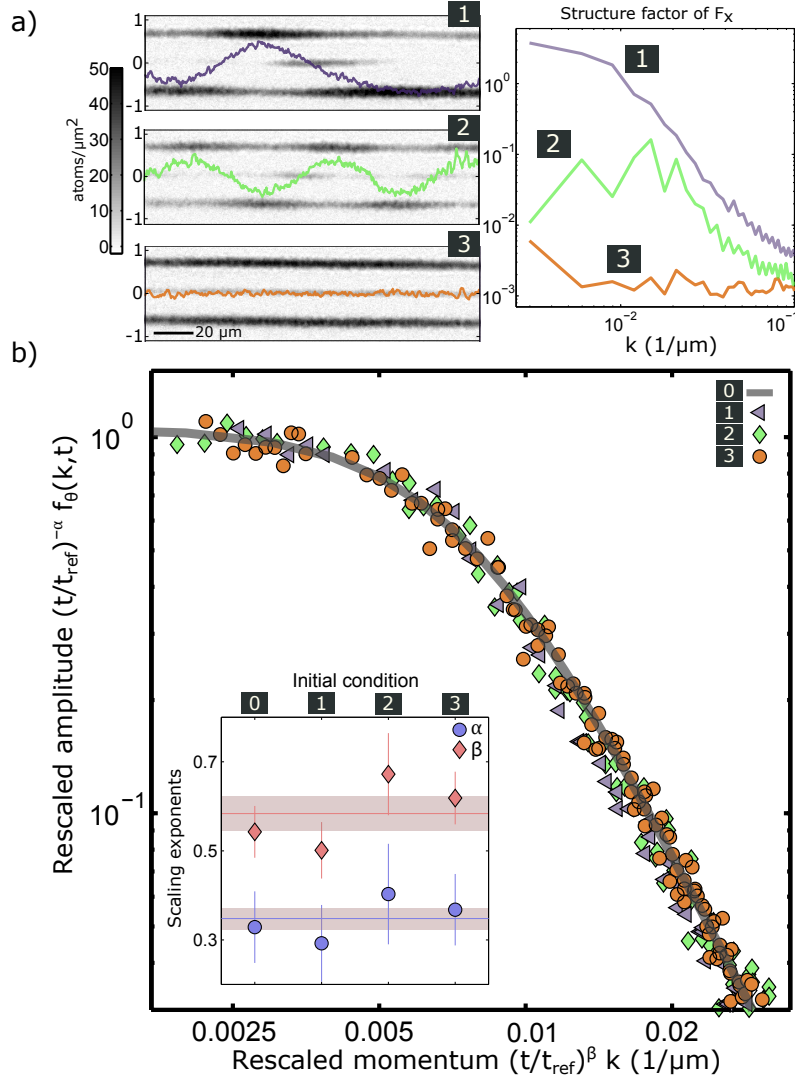 a)
Structure factor of Fx
atoms/μm²
50
40
30
20
10
0
1
0
-1
1
1
0
-1
2
1
0
-1
3
20 μm
10⁰
10⁻¹
10⁻²
10⁻³
1
2
3
10⁻²
10⁻¹
k (1/μm)
b)
Rescaled amplitude (t/tref)^-α fθ(k,t)
10⁰
10⁻¹
0
1
2
3
Initial condition
0 1 2 3
α
β
Scaling exponents
0.7
0.5
0.3
0.0025 0.005 0.01 0.02
Rescaled momentum (t/tref)^β k (1/μm)